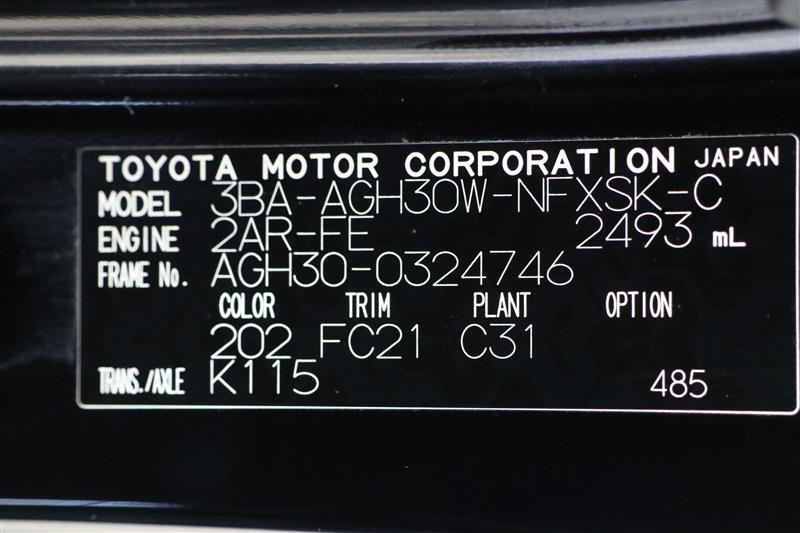 TOYOTA MOTOR CORPORATION JAPAN
MODEL 3BA-AGH30W-NFXSK-C
ENGINE 2AR-FE 2493 mL
FRAME No. AGH30-0324746
COLOR TRIM PLANT OPTION
202 FC21 C31
TRANS./AXLE K115 485